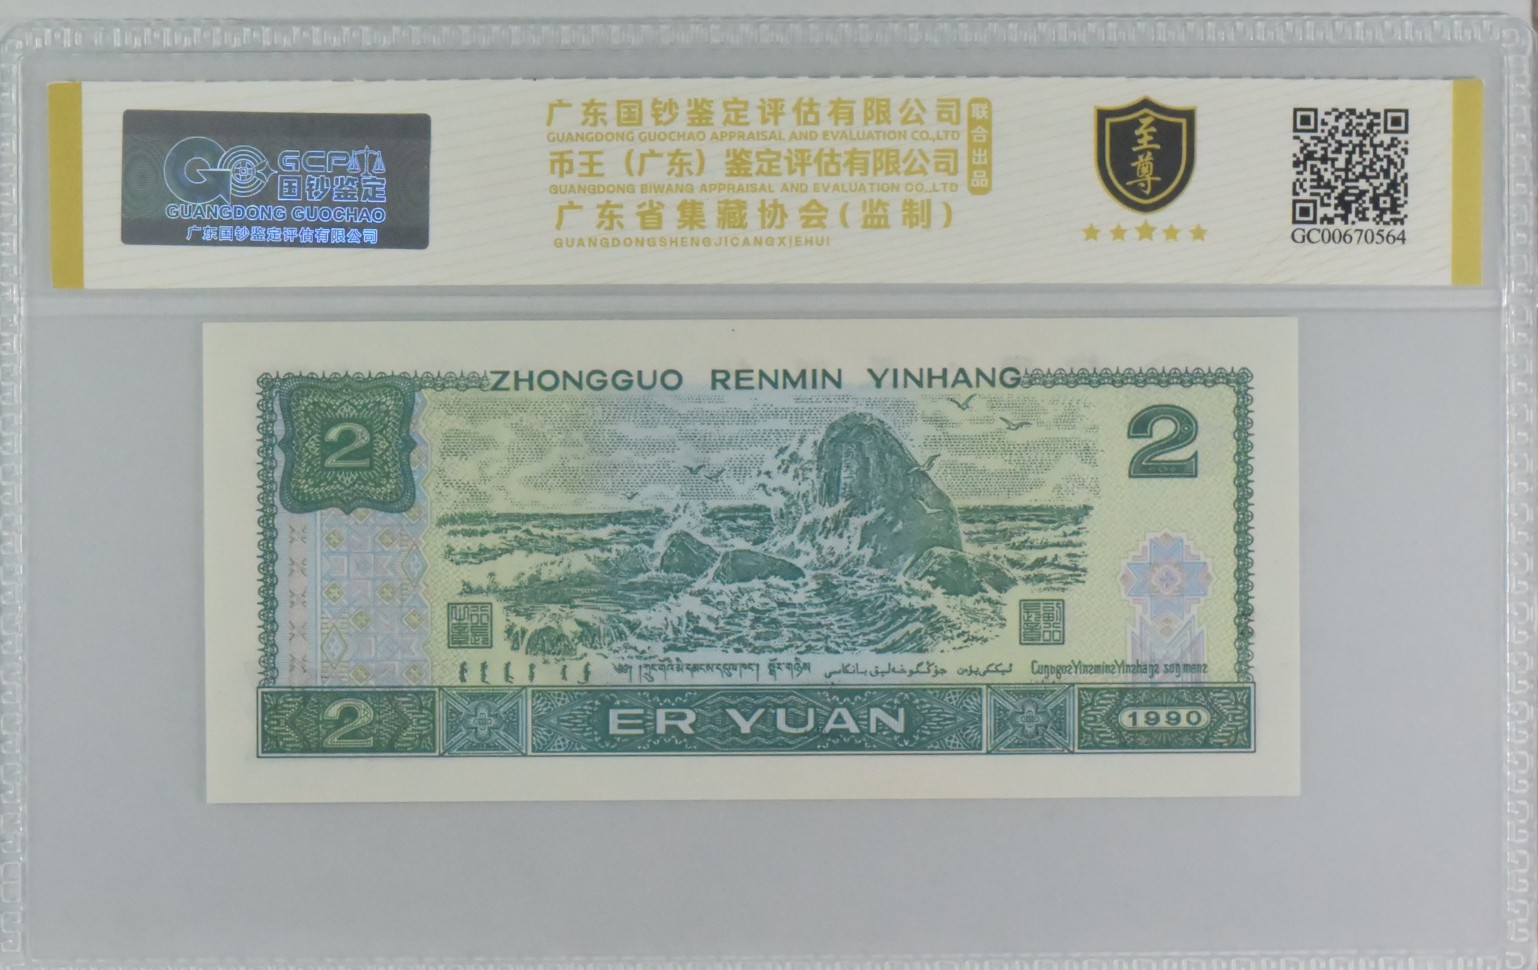 GCPA
国钞鉴定
GUANGDONG GUOCHAO
广东国钞鉴定评估有限公司
广东国钞鉴定评估有限公司
GUANGDONG GUOCHAO APPRAISAL AND EVALUATION CO.,LTD
币王（广东）鉴定评估有限公司
GUANGDONG BIWANG APPRAISAL AND EVALUATION CO.,LTD
广东省集藏协会(监制)
GUANGDONGSHENGJICANGXIEHUI
联合出品
至尊
GC00670564
ZHONGGUO RENMIN YINHANG
2
2
2
ER YUAN
1990